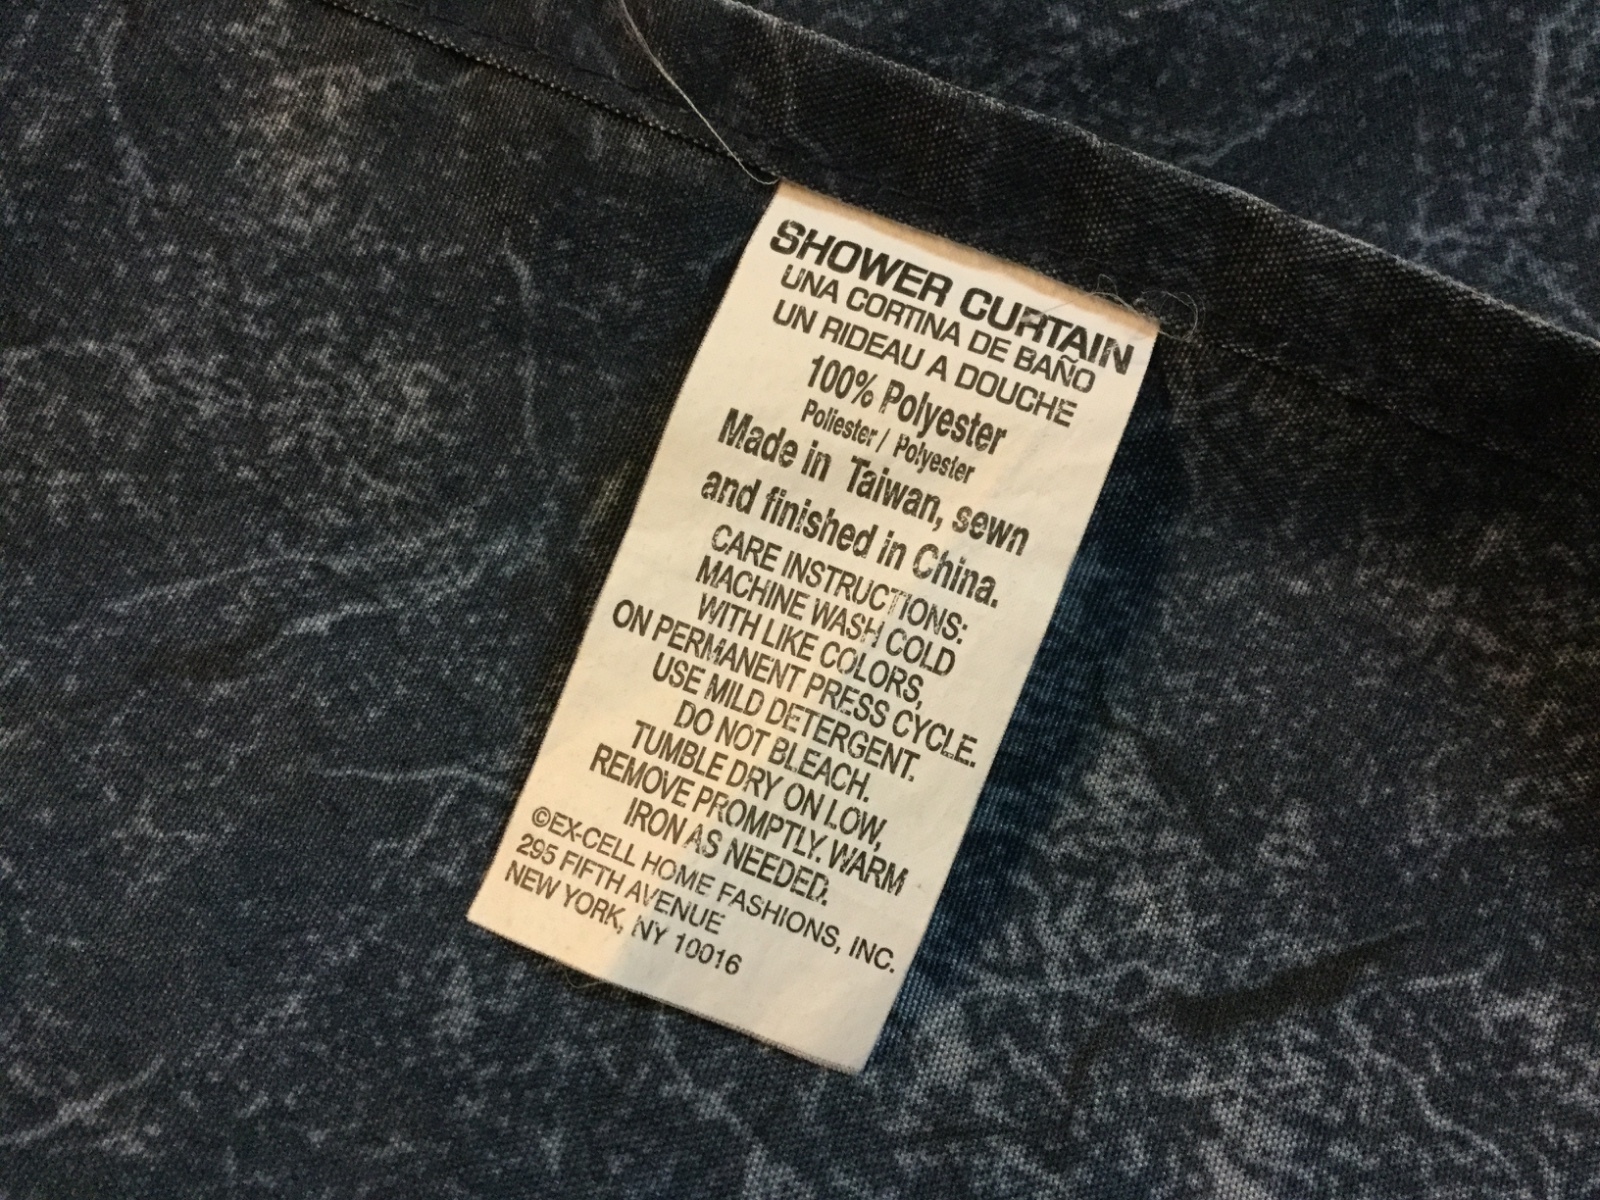 SHOWER CURTAIN
UNA CORTINA DE BAÑO
UN RIDEAU A DOUCHE
100% Polyester
Poliester / Polyester
Made in Taiwan, sewn
and finished in China.
CARE INSTRUCTIONS:
MACHINE WASH COLD
WITH LIKE COLORS,
ON PERMANENT PRESS CYCLE.
USE MILD DETERGENT.
DO NOT BLEACH.
TUMBLE DRY ON LOW,
REMOVE PROMPTLY. WARM
IRON AS NEEDED.
©EX-CELL HOME FASHIONS, INC.
295 FIFTH AVENUE
NEW YORK, NY 10016